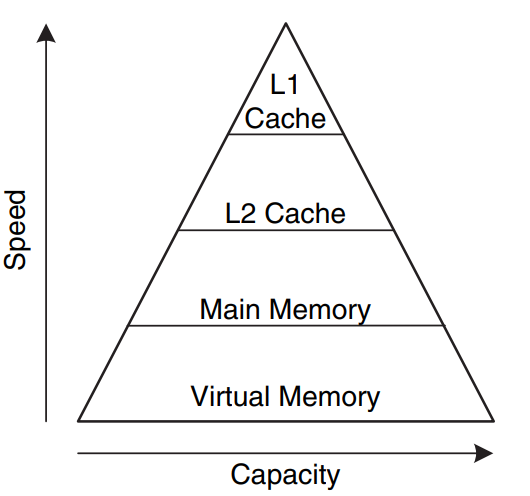 L1
Cache
L2 Cache
Main Memory
Virtual Memory
Speed
Capacity